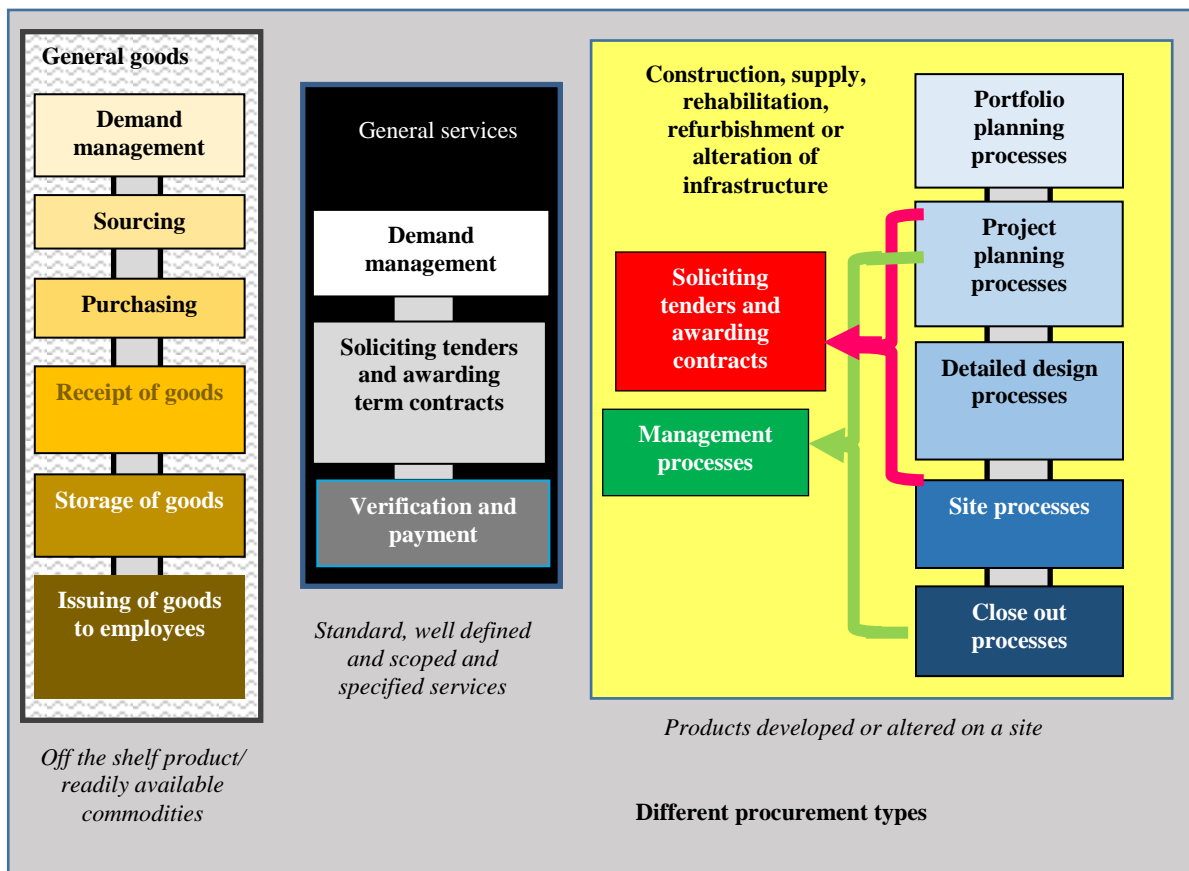 General goods
Demand
management
Sourcing
Purchasing
Receipt of goods
Storage of goods
Issuing of goods
to employees
Off the shelf product/
readily available
commodities
General services
Demand
management
Soliciting tenders
and awarding
term contracts
Verification and
payment
Standard, well defined
and scoped and
specified services
Construction, supply,
rehabilitation,
refurbishment or
alteration of
infrastructure
Soliciting
tenders and
awarding
contracts
Management
processes
Portfolio
planning
processes
Project
planning
processes
Detailed design
processes
Site processes
Close out
processes
Products developed or altered on a site
Different procurement types